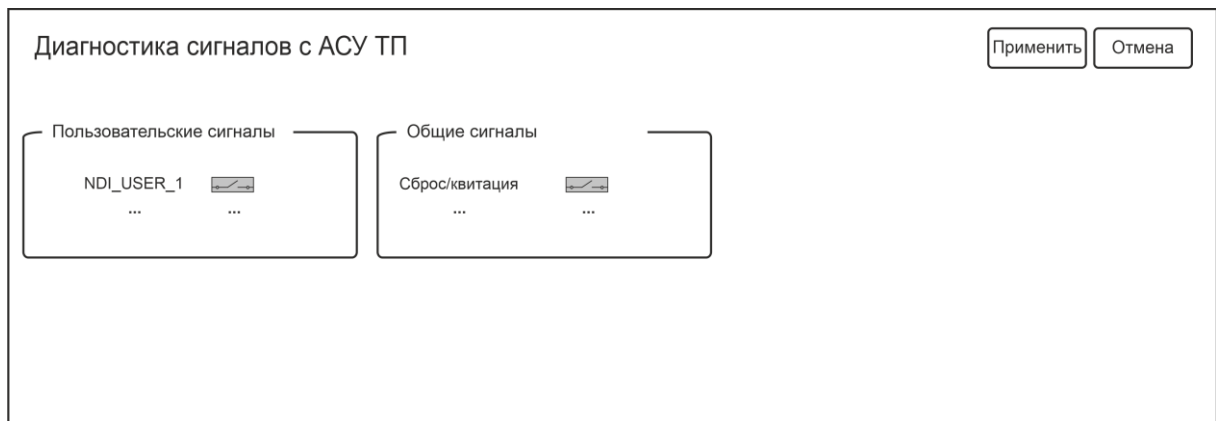 Диагностика сигналов с АСУ ТП
Применить Отмена
Пользовательские сигналы
NDI_USER_1
... ...
Общие сигналы
Сброс/квитация
... ...